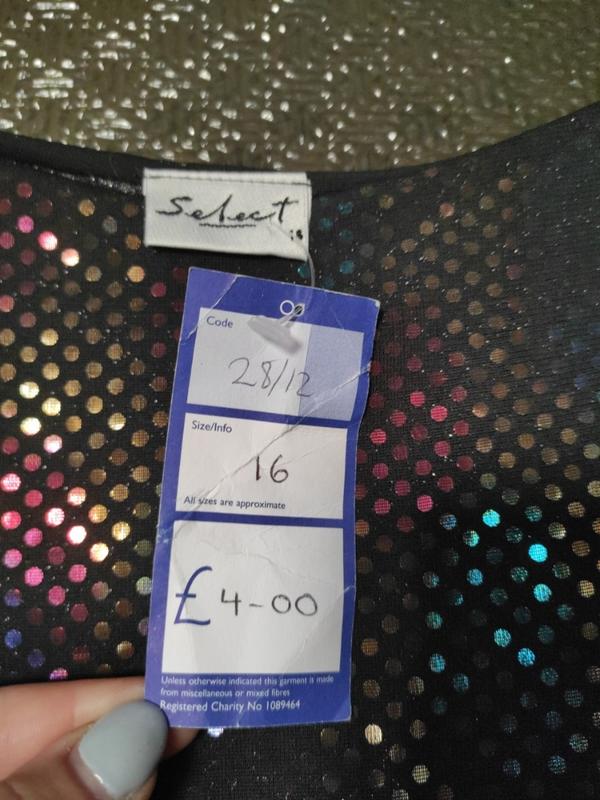 Select
16
Code
28/12
Size/Info
16
All sizes are approximate
£4-00
Unless otherwise indicated this garment is made
from miscellaneous or mixed fibres
Registered Charity No 1089464